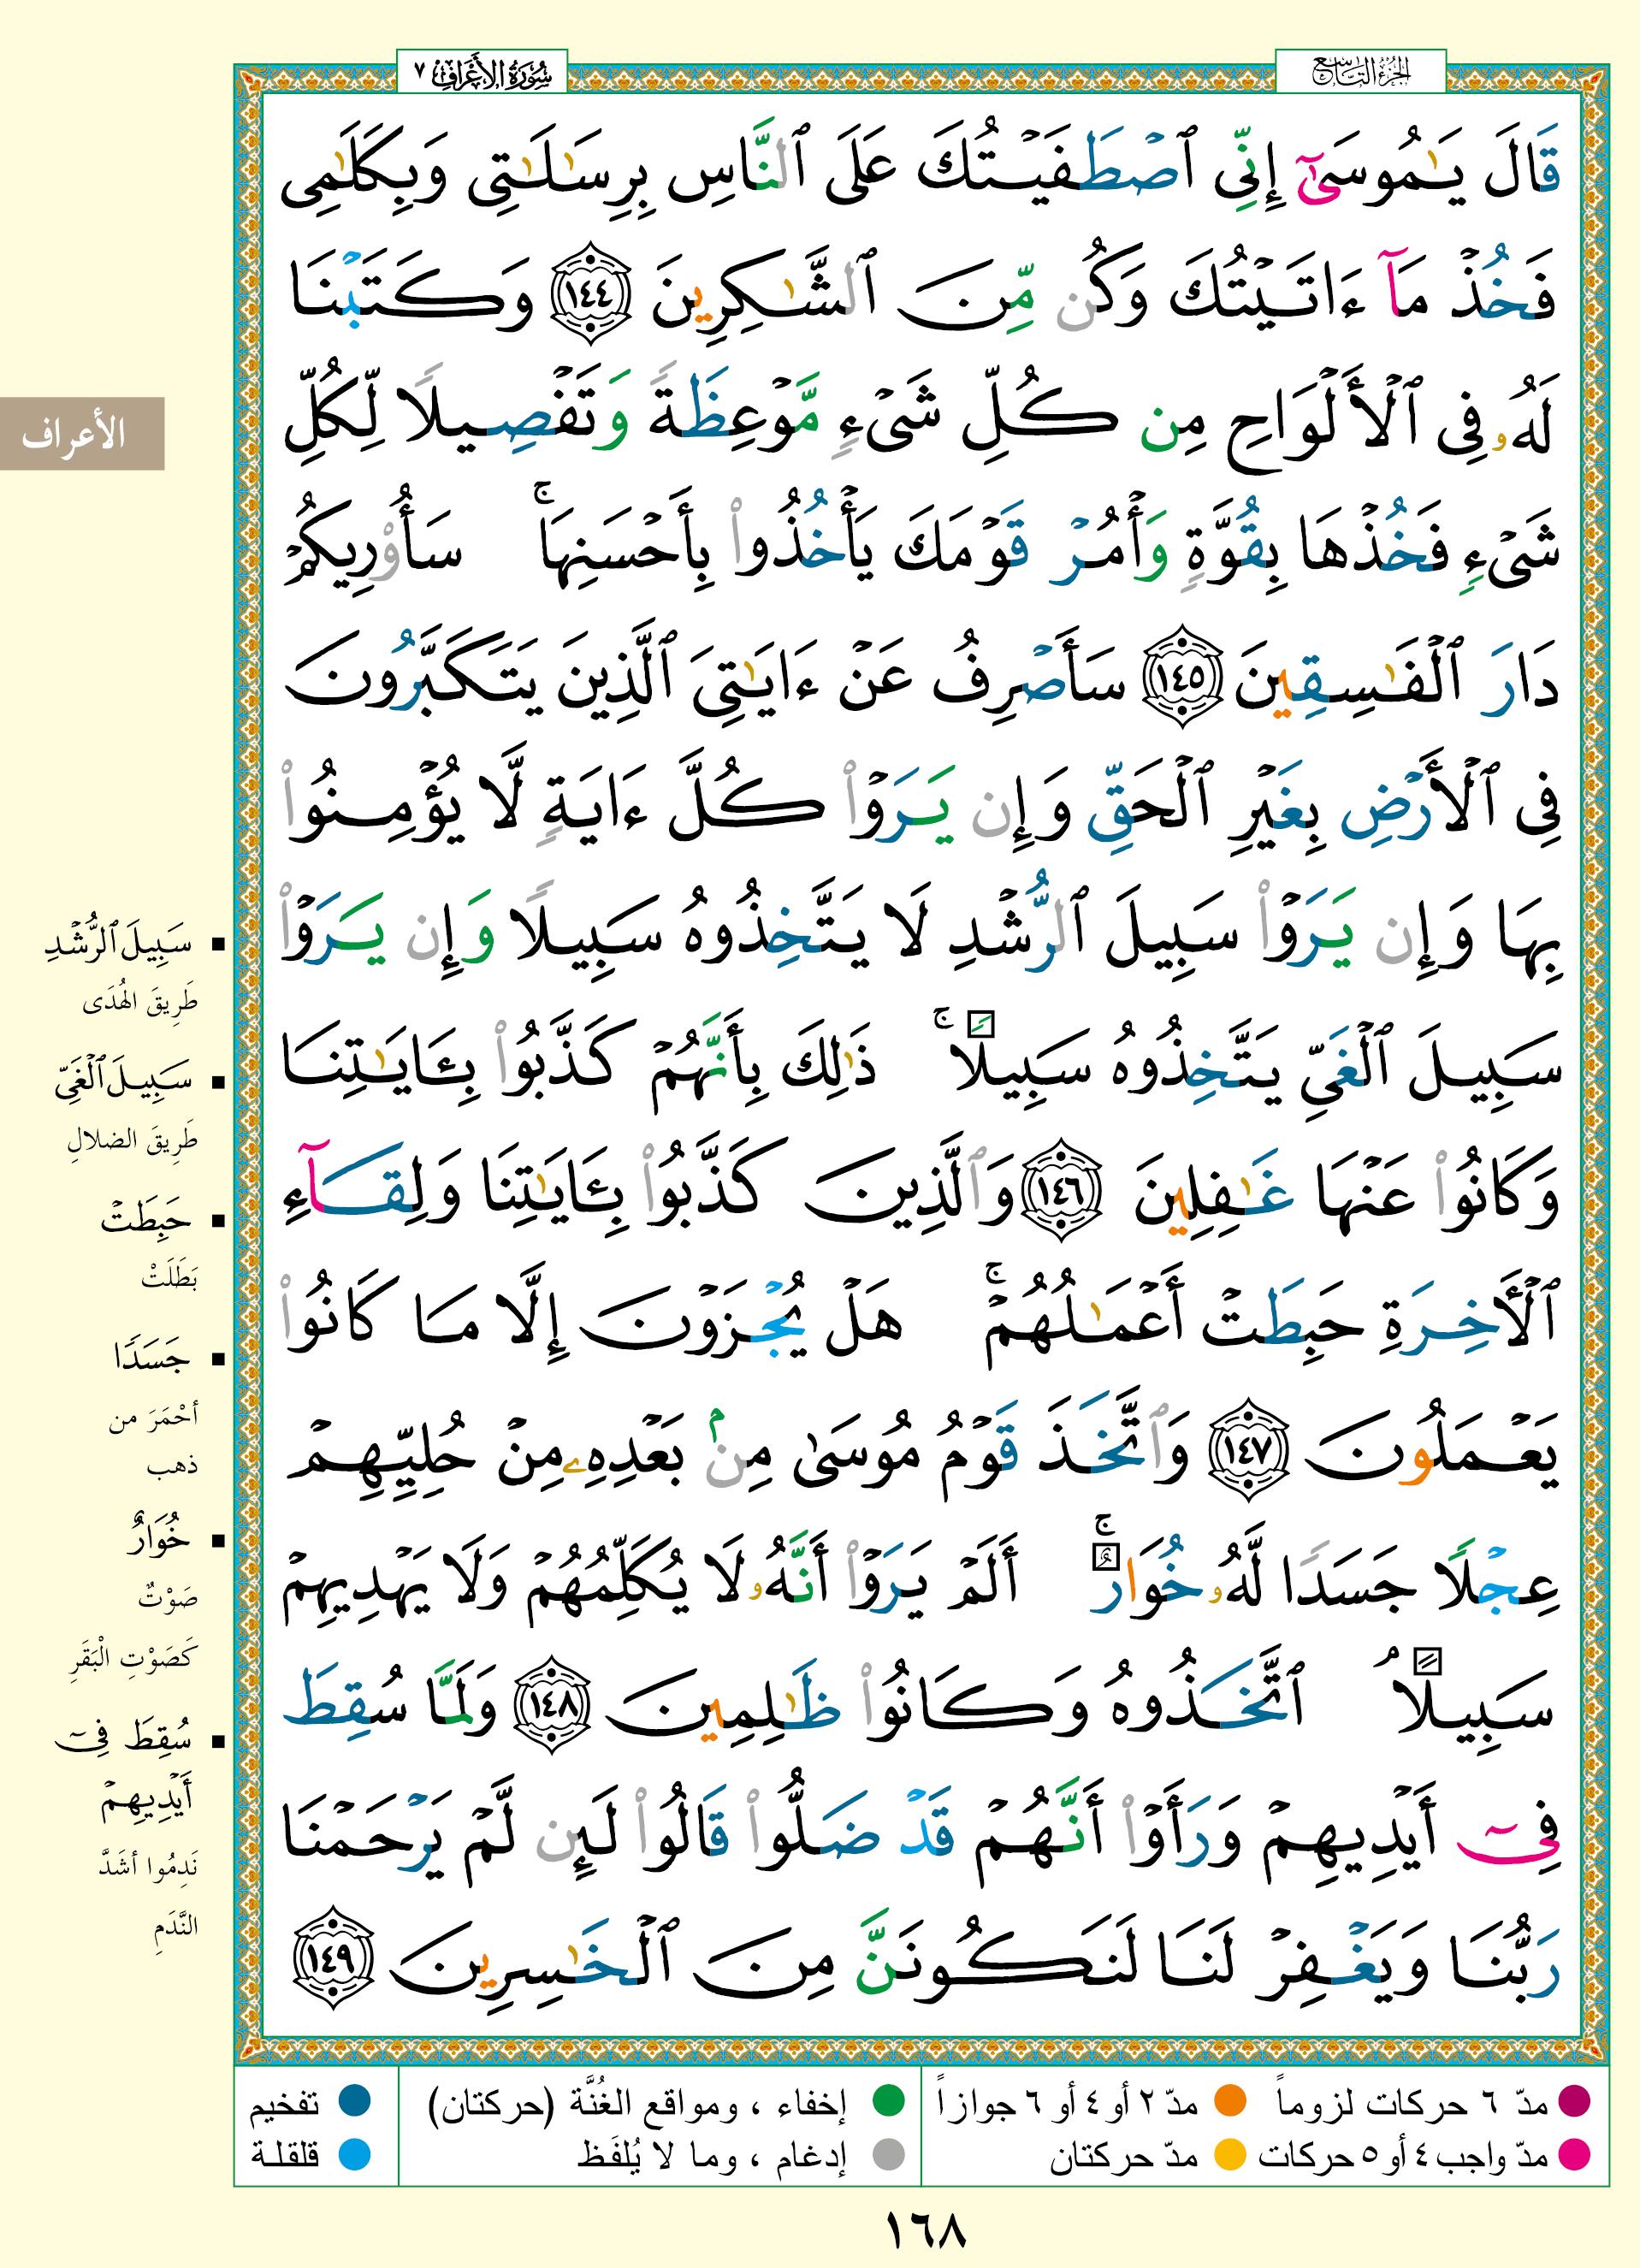 الجزء التاسع
سورة الأعراف ٧
قَالَ يَـٰمُوسَىٰٓ إِنِّى ٱصْطَفَيْتُكَ عَلَى ٱلنَّاسِ بِرِسَـٰلَـٰتِى وَبِكَلَـٰمِى
فَخُذْ مَآ ءَاتَيْتُكَ وَكُن مِّنَ ٱلشَّـٰكِرِينَ ١٤٤ وَكَتَبْنَا
لَهُۥ فِى ٱلْأَلْوَاحِ مِن كُلِّ شَىْءٍ مَّوْعِظَةً وَتَفْصِيلًا لِّكُلِّ
شَىْءٍ فَخُذْهَا بِقُوَّةٍ وَأْمُرْ قَوْمَكَ يَأْخُذُوا۟ بِأَحْسَنِهَا ۚ سَأُو۟رِيكُمْ
دَارَ ٱلْفَـٰسِقِينَ ١٤٥ سَأَصْرِفُ عَنْ ءَايَـٰتِىَ ٱلَّذِينَ يَتَكَبَّرُونَ
فِى ٱلْأَرْضِ بِغَيْرِ ٱلْحَقِّ وَإِن يَرَوْا۟ كُلَّ ءَايَةٍ لَّا يُؤْمِنُوا۟
بِهَا وَإِن يَرَوْا۟ سَبِيلَ ٱلرُّشْدِ لَا يَتَّخِذُوهُ سَبِيلًا وَإِن يَرَوْا۟
سَبِيلَ ٱلْغَىِّ يَتَّخِذُوهُ سَبِيلًا ۚ ذَٰلِكَ بِأَنَّهُمْ كَذَّبُوا۟ بِـَٔايَـٰتِنَا
وَكَانُوا۟ عَنْهَا غَـٰفِلِينَ ١٤٦ وَٱلَّذِينَ كَذَّبُوا۟ بِـَٔايَـٰتِنَا وَلِقَآءِ
ٱلْأَخِرَةِ حَبِطَتْ أَعْمَـٰلُهُمْ ۚ هَلْ يُجْزَوْنَ إِلَّا مَا كَانُوا۟
يَعْمَلُونَ ١٤٧ وَٱتَّخَذَ قَوْمُ مُوسَىٰ مِنۢ بَعْدِهِۦ مِنْ حُلِيِّهِمْ
عِجْلًا جَسَدًا لَّهُۥ خُوَارٌ ۚ أَلَمْ يَرَوْا۟ أَنَّهُۥ لَا يُكَلِّمُهُمْ وَلَا يَهْدِيهِمْ
سَبِيلًا ۘ ٱتَّخَذُوهُ وَكَانُوا۟ ظَـٰلِمِينَ ١٤٨ وَلَمَّا سُقِطَ
فِىٓ أَيْدِيهِمْ وَرَأَوْا۟ أَنَّهُمْ قَدْ ضَلُّوا۟ قَالُوا۟ لَئِن لَّمْ يَرْحَمْنَا
رَبُّنَا وَيَغْفِرْ لَنَا لَنَكُونَنَّ مِنَ ٱلْخَـٰسِرِينَ ١٤٩
الأعراف
▪ سَبِيلَ ٱلرُّشْدِ
طَرِيقَ الهُدَى
▪ سَبِيلَ ٱلْغَىِّ
طَرِيقَ الضلالِ
▪ حَبِطَتْ
بَطَلَتْ
▪ جَسَدًا
أحْمَرَ من
ذهب
▪ خُوَارٌ
صَوْتٌ
كَصَوْتِ الْبَقَرِ
▪ سُقِطَ فِىٓ
أَيْدِيهِمْ
نَدِمُوا أشَدَّ
النَّدَمِ
مدّ ٦ حركات لزوماً مدّ ٢ أو ٤ أو ٦ جوازاً إخفاء ، ومواقع الغُنَّة (حركتان) تفخيم
مدّ واجب ٤ أو ٥ حركات مدّ حركتان إدغام ، وما لا يُلفَظ قلقلة
١٦٨